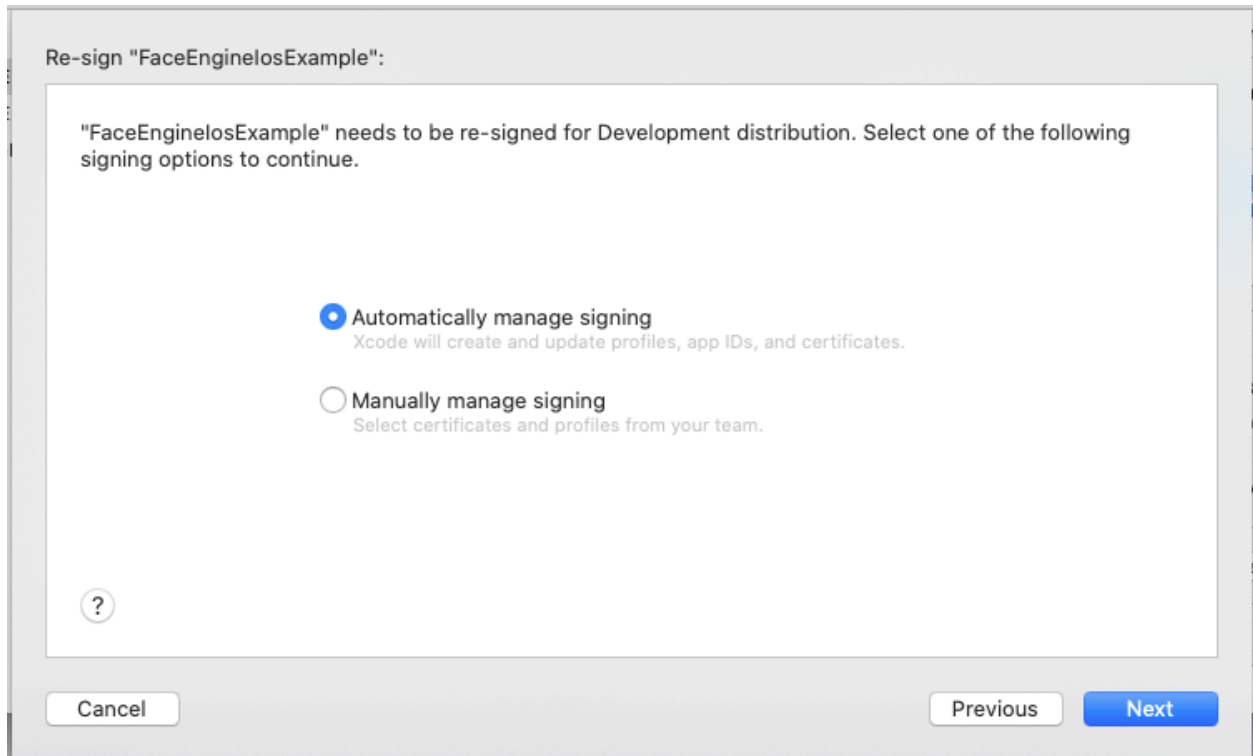 Re-sign "FaceEngineIosExample":
"FaceEngineIosExample" needs to be re-signed for Development distribution. Select one of the following
signing options to continue.
Automatically manage signing
Xcode will create and update profiles, app IDs, and certificates.
Manually manage signing
Select certificates and profiles from your team.
?
Cancel
Previous
Next